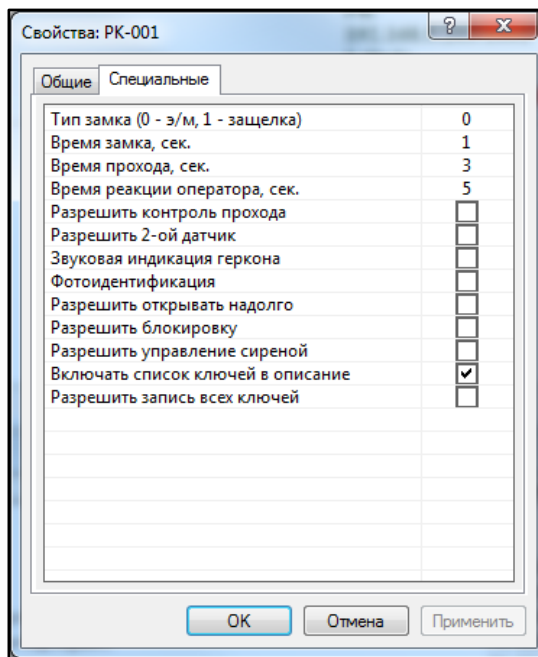 Свойства: РК-001
Общие Специальные
Тип замка (0 - э/м, 1 - защелка) 0
Время замка, сек. 1
Время прохода, сек. 3
Время реакции оператора, сек. 5
Разрешить контроль прохода
Разрешить 2-ой датчик
Звуковая индикация геркона
Фотоидентификация
Разрешить открывать надолго
Разрешить блокировку
Разрешить управление сиреной
Включать список ключей в описание
Разрешить запись всех ключей
OK Отмена Применить